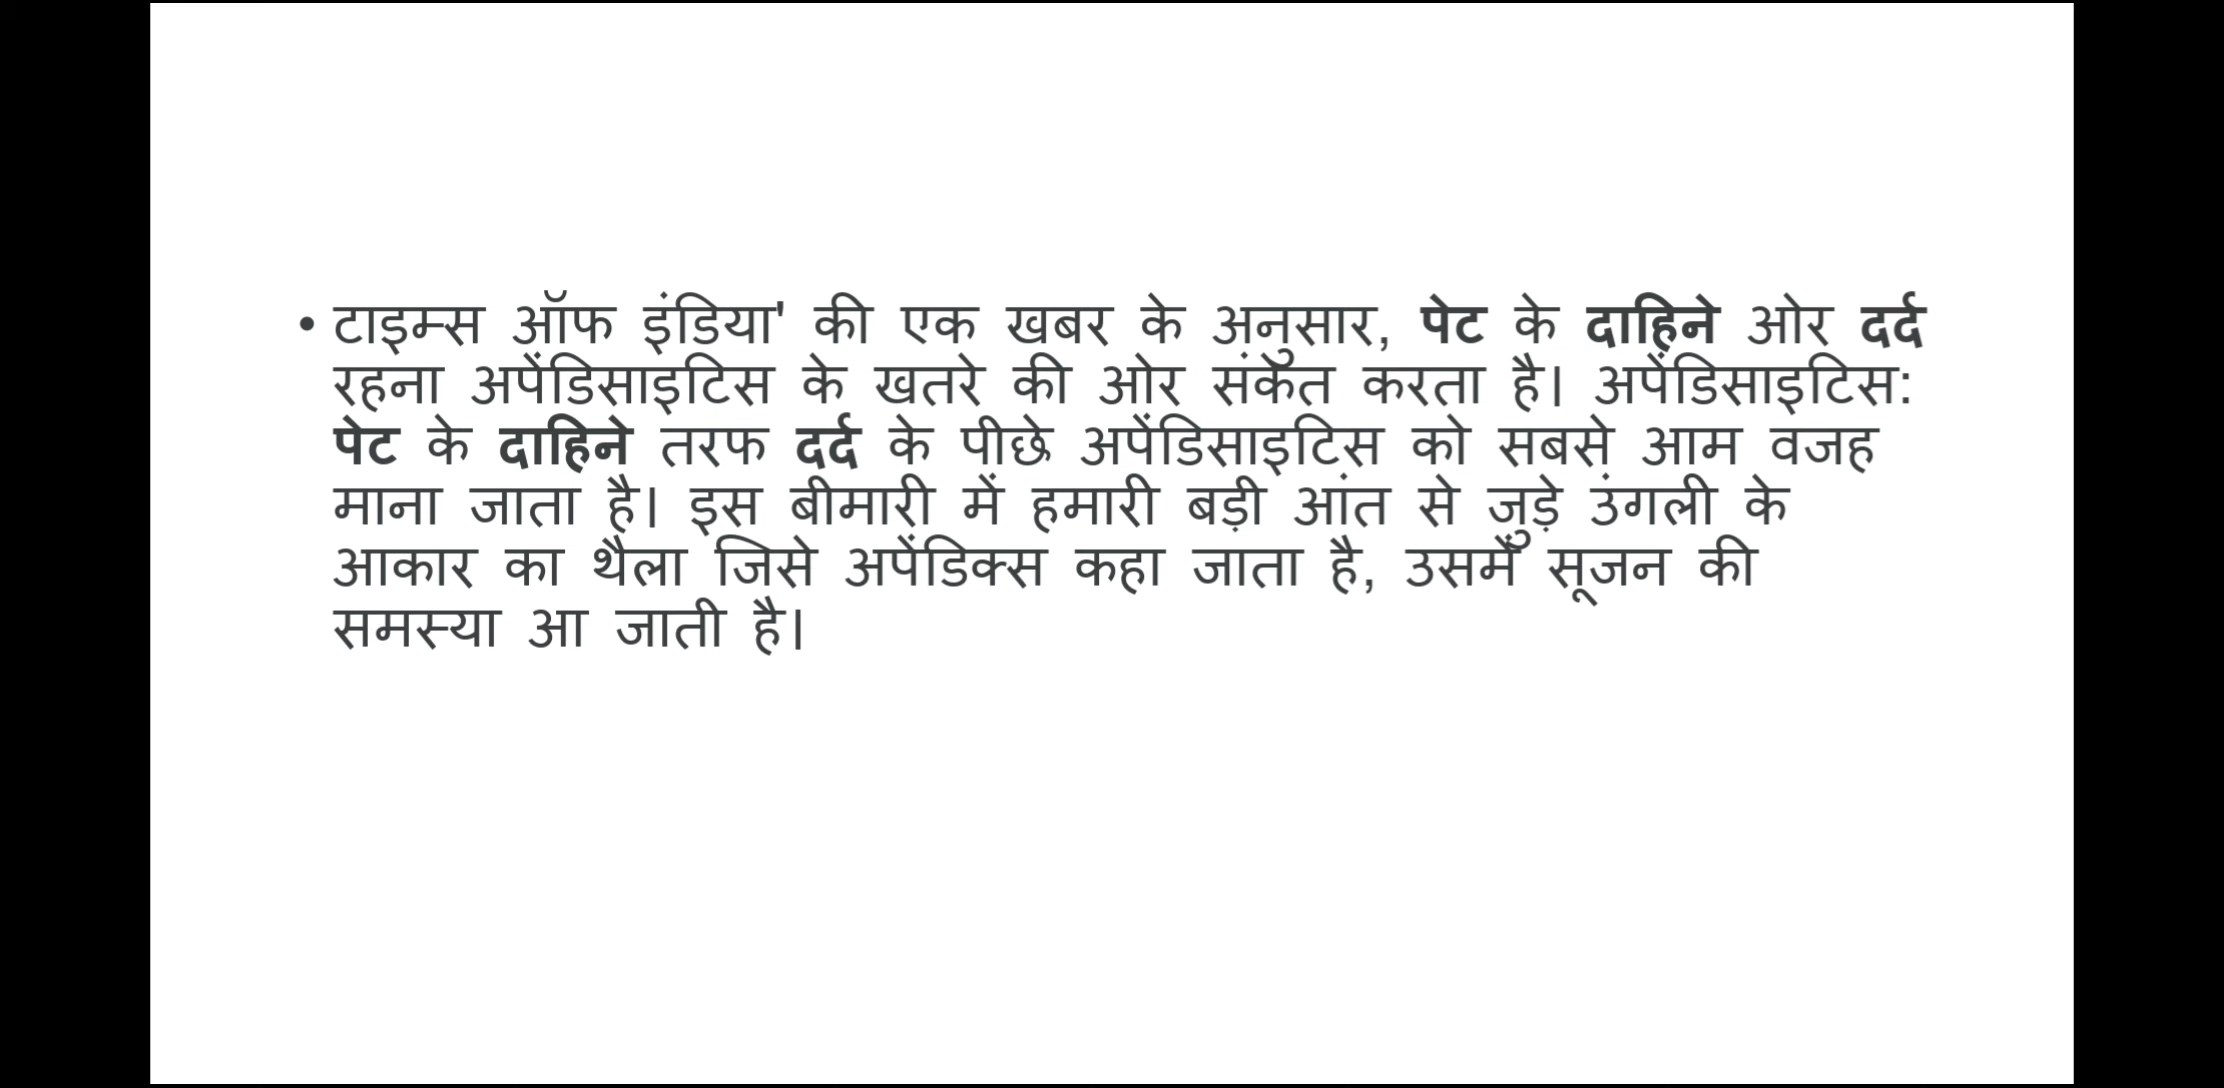 • टाइम्स ऑफ इंडिया' की एक खबर के अनुसार, पेट के दाहिने ओर दर्द
रहना अपेंडिसाइटिस के खतरे की ओर संकेत करता है। अपेंडिसाइटिस:
पेट के दाहिने तरफ दर्द के पीछे अपेंडिसाइटिस को सबसे आम वजह
माना जाता है। इस बीमारी में हमारी बड़ी आंत से जुड़े उंगली के
आकार का थैला जिसे अपेंडिक्स कहा जाता है, उसमें सूजन की
समस्या आ जाती है।